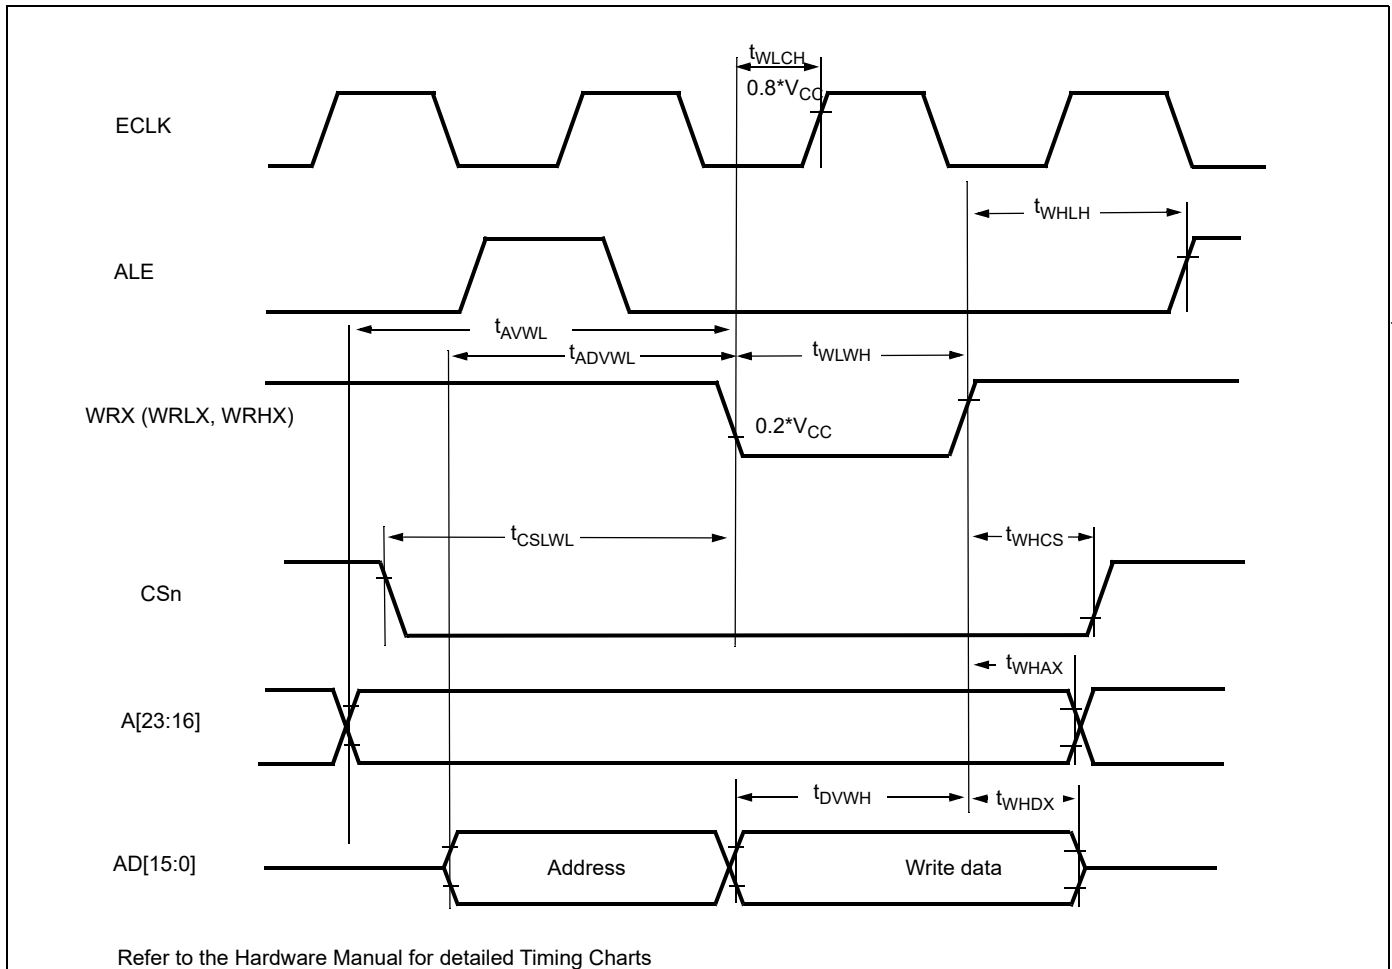 tWLCH
0.8*VCC
ECLK
tWHLH
ALE
tAVWL
tADVWL
tWLWH
WRX (WRLX, WRHX)
0.2*VCC
tCSLWL
tWHCS
CSn
tWHAX
A[23:16]
tDVWH
tWHDX
AD[15:0]
Address
Write data
Refer to the Hardware Manual for detailed Timing Charts